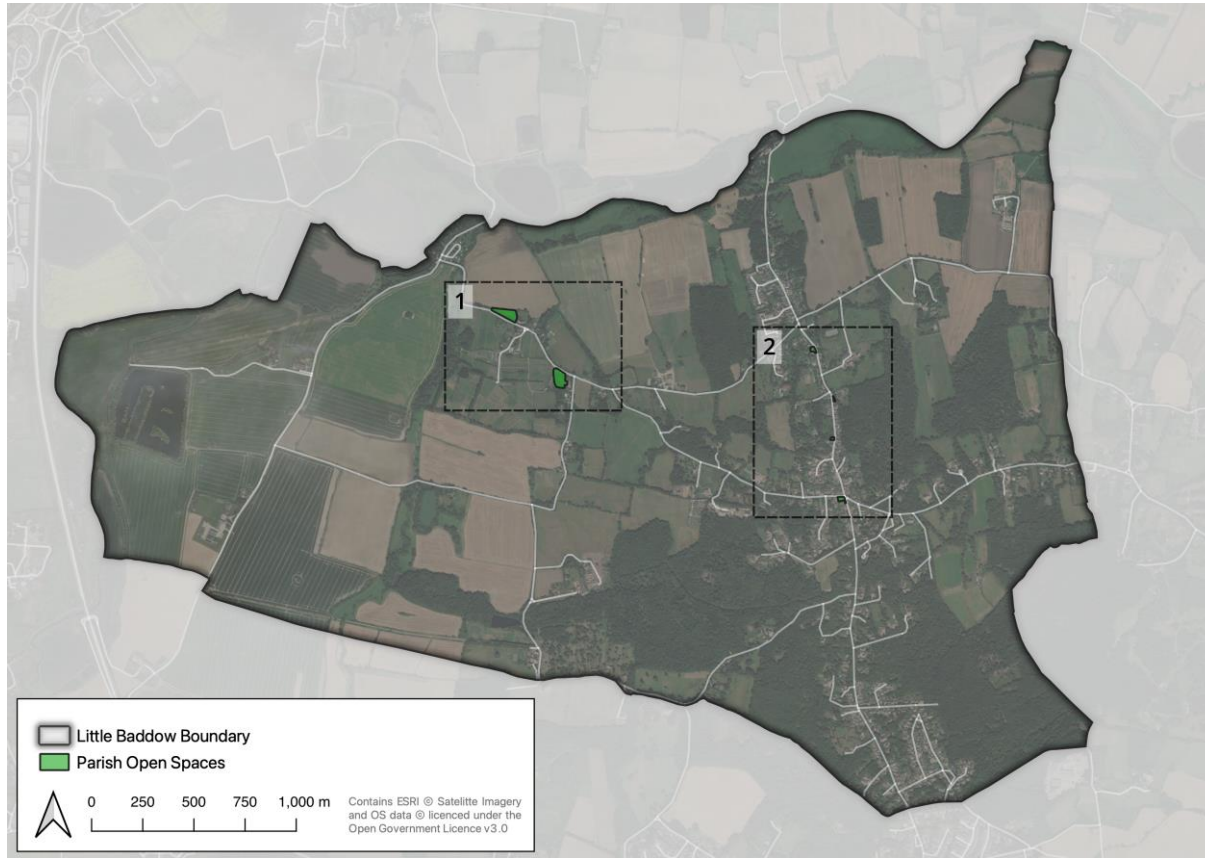 1
2
Little Baddow Boundary
Parish Open Spaces
0 250 500 750 1,000 m
Contains ESRI © Satelitte Imagery
and OS data © licenced under the
Open Government Licence v3.0